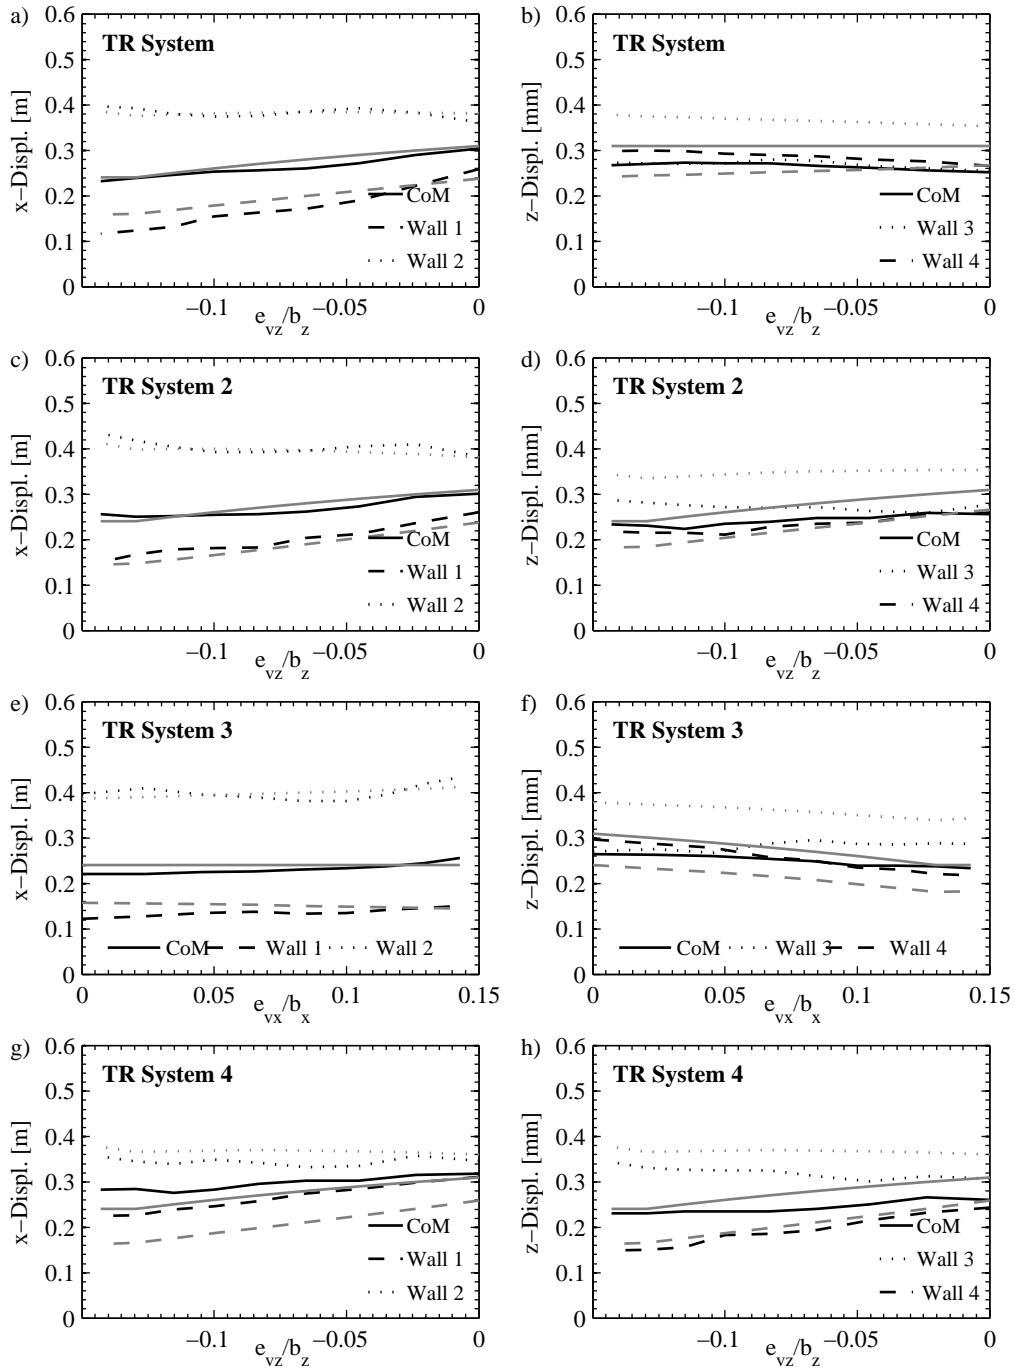 a) TR System
0.6
0.5
0.4
0.3
0.2
0.1
0
x−Displ. [m]
CoM
Wall 1
Wall 2
−0.1 −0.05 0
e_vz/b_z
b) TR System
0.6
0.5
0.4
0.3
0.2
0.1
0
z−Displ. [mm]
CoM
Wall 3
Wall 4
−0.1 −0.05 0
e_vz/b_z
c) TR System 2
0.6
0.5
0.4
0.3
0.2
0.1
0
x−Displ. [m]
CoM
Wall 1
Wall 2
−0.1 −0.05 0
e_vz/b_z
d) TR System 2
0.6
0.5
0.4
0.3
0.2
0.1
0
z−Displ. [mm]
CoM
Wall 3
Wall 4
−0.1 −0.05 0
e_vz/b_z
e) TR System 3
0.6
0.5
0.4
0.3
0.2
0.1
0
x−Displ. [m]
CoM Wall 1 Wall 2
0 0.05 0.1 0.15
e_vx/b_x
f) TR System 3
0.6
0.5
0.4
0.3
0.2
0.1
0
z−Displ. [mm]
CoM Wall 3 Wall 4
0 0.05 0.1 0.15
e_vx/b_x
g) TR System 4
0.6
0.5
0.4
0.3
0.2
0.1
0
x−Displ. [m]
CoM
Wall 1
Wall 2
−0.1 −0.05 0
e_vz/b_z
h) TR System 4
0.6
0.5
0.4
0.3
0.2
0.1
0
z−Displ. [mm]
CoM
Wall 3
Wall 4
−0.1 −0.05 0
e_vz/b_z